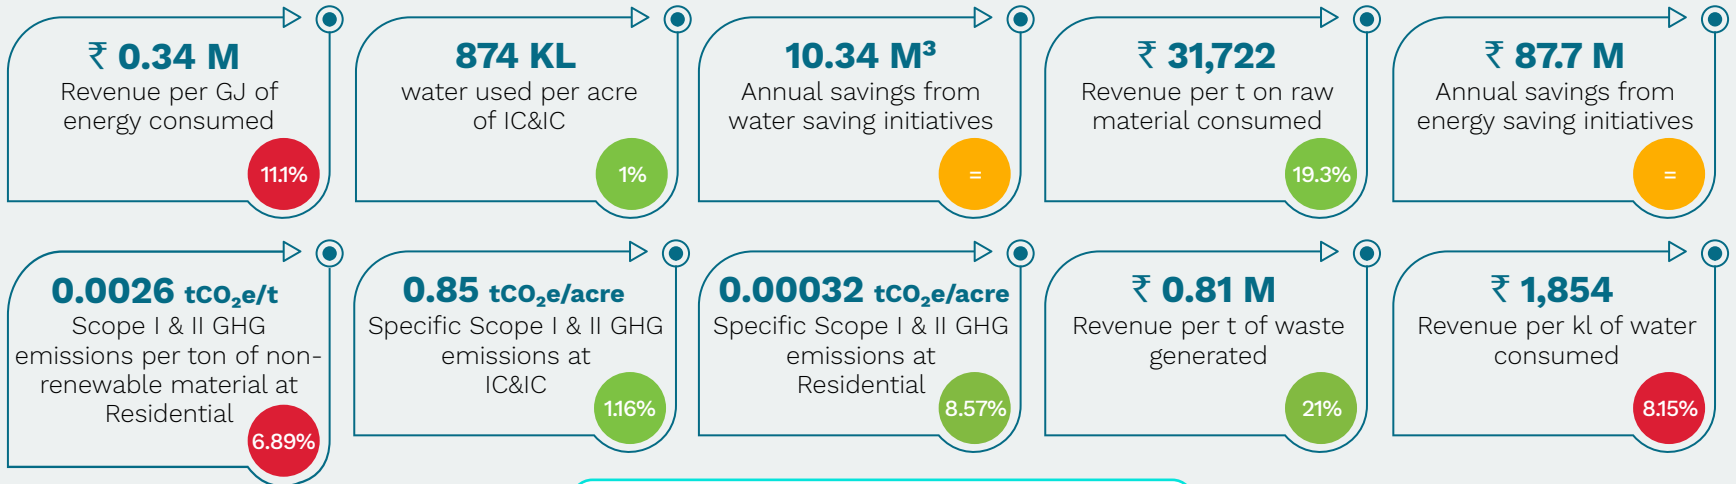 ₹ 0.34 M
Revenue per GJ of
energy consumed
11.1%
874 KL
water used per acre
of IC&IC
1%
10.34 M³
Annual savings from
water saving initiatives
=
₹ 31,722
Revenue per t on raw
material consumed
19.3%
₹ 87.7 M
Annual savings from
energy saving initiatives
=
0.0026 tCO₂e/t
Scope I & II GHG
emissions per ton of non-
renewable material at
Residential
6.89%
0.85 tCO₂e/acre
Specific Scope I & II GHG
emissions at
IC&IC
1.16%
0.00032 tCO₂e/acre
Specific Scope I & II GHG
emissions at
Residential
8.57%
₹ 0.81 M
Revenue per t of waste
generated
21%
₹ 1,854
Revenue per kl of water
consumed
8.15%